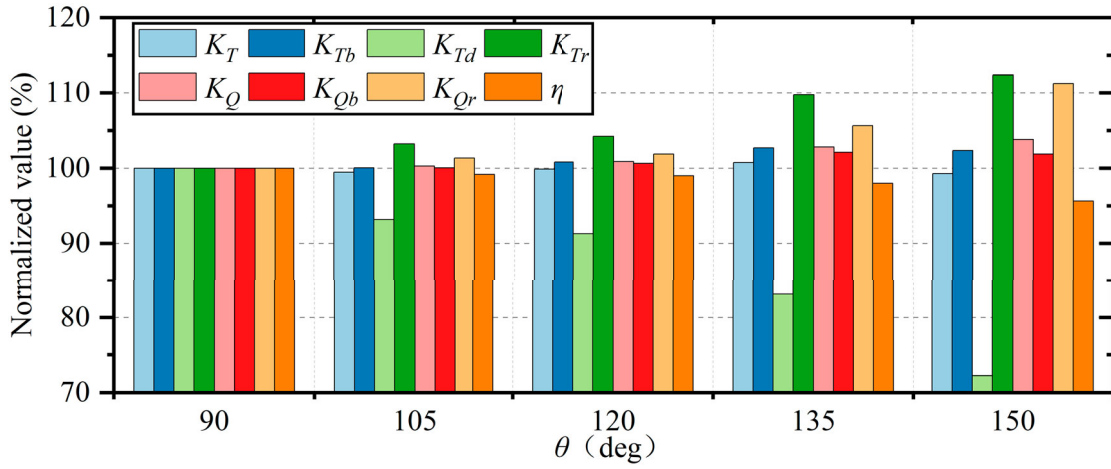 120
110
100
90
80
70
Normalized value (%)
K_T K_Tb K_Td K_Tr
K_Q K_Qb K_Qr η
90 105 120 135 150
θ（deg）